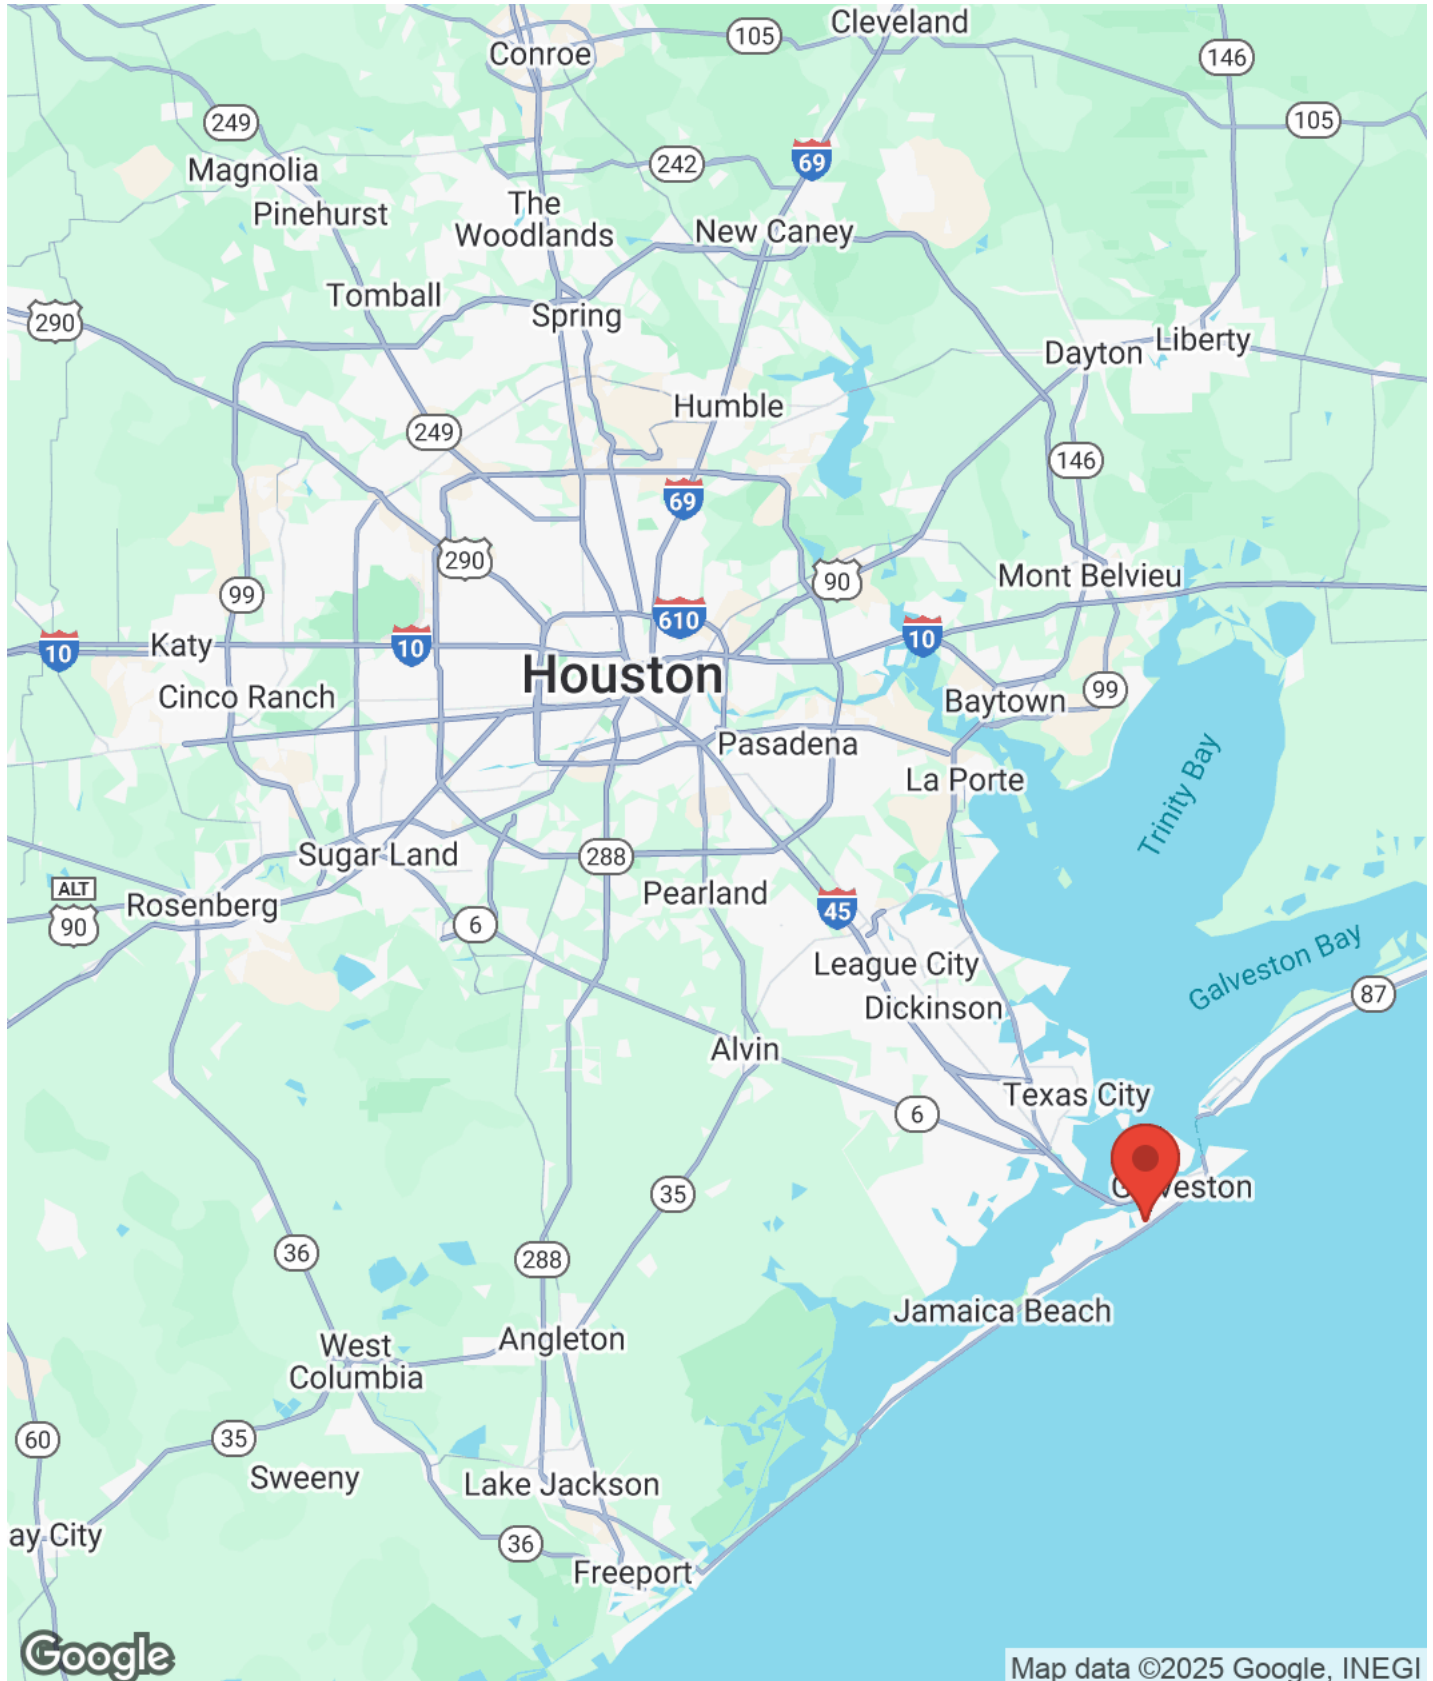 Cleveland
105
Conroe
146
249
105
Magnolia
242
69
Pinehurst
The
Woodlands
New Caney
Tomball
290
Spring
Liberty
Dayton
Humble
249
146
69
290
90
Mont Belvieu
99
610
10
Katy
10
10
Houston
Cinco Ranch
99
Baytown
Pasadena
La Porte
Trinity Bay
Sugar Land
288
ALT
90
Rosenberg
Pearland
45
6
League City
Galveston Bay
87
Dickinson
Alvin
Texas City
6
G veston
35
36
288
Jamaica Beach
Angleton
West
Columbia
60
35
Sweeny
Lake Jackson
ay City
36
Freeport
Google
Map data ©2025 Google, INEGI